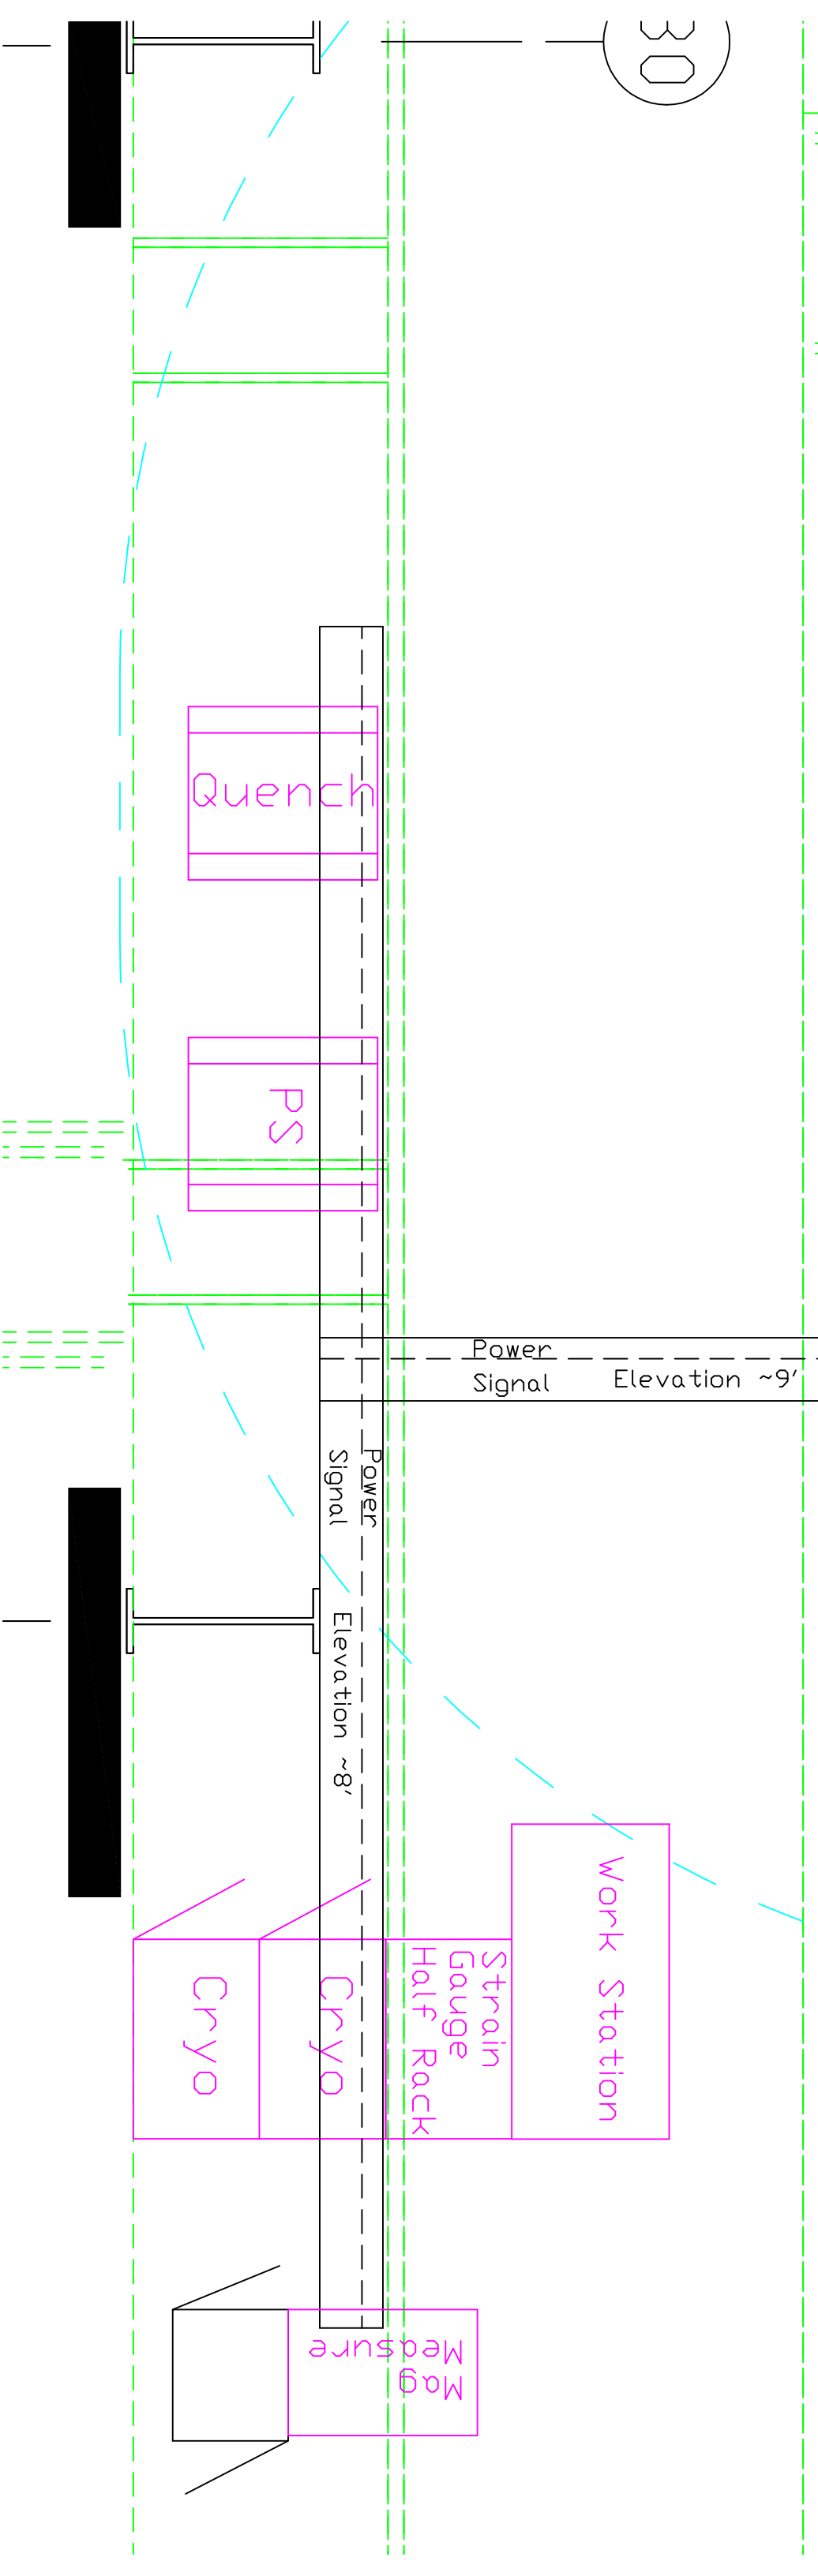 30
Quench
PS
Power
Signal
Elevation ~9'
Power
Signal
Elevation ~8'
Work Station
Strain
Gauge
Half Rack
Cryo
Cryo
Mag
Measure